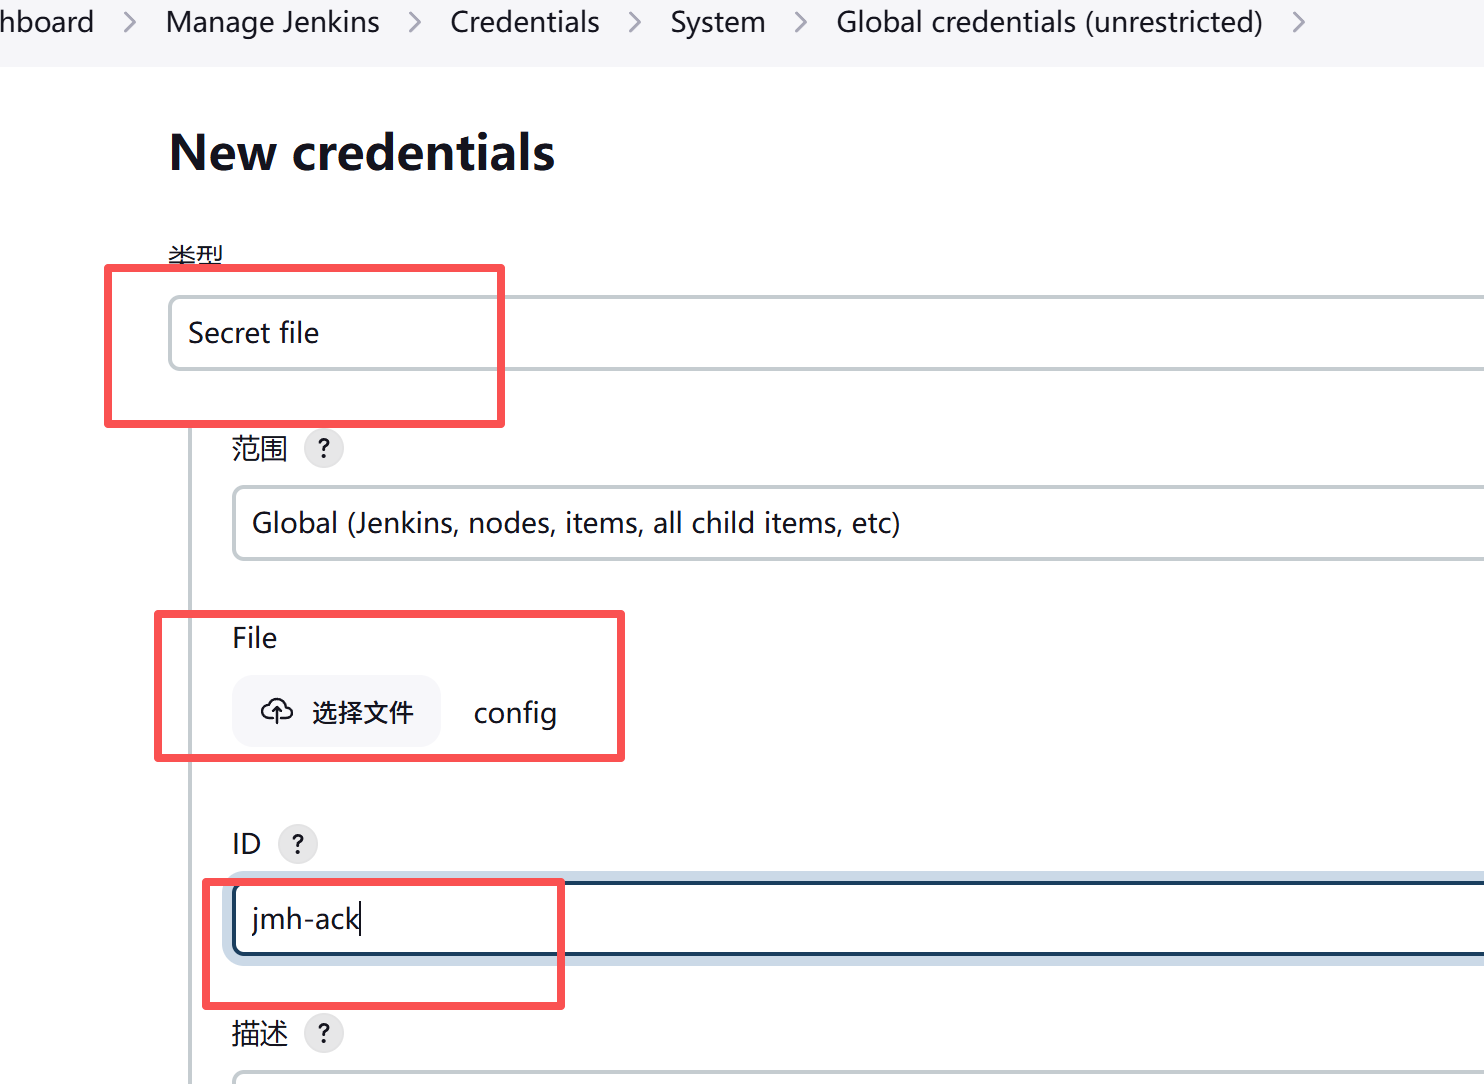 hboard > Manage Jenkins > Credentials > System > Global credentials (unrestricted) >
New credentials
类型
Secret file
范围 ?
Global (Jenkins, nodes, items, all child items, etc)
File
选择文件 config
ID ?
jmh-ack
描述 ?